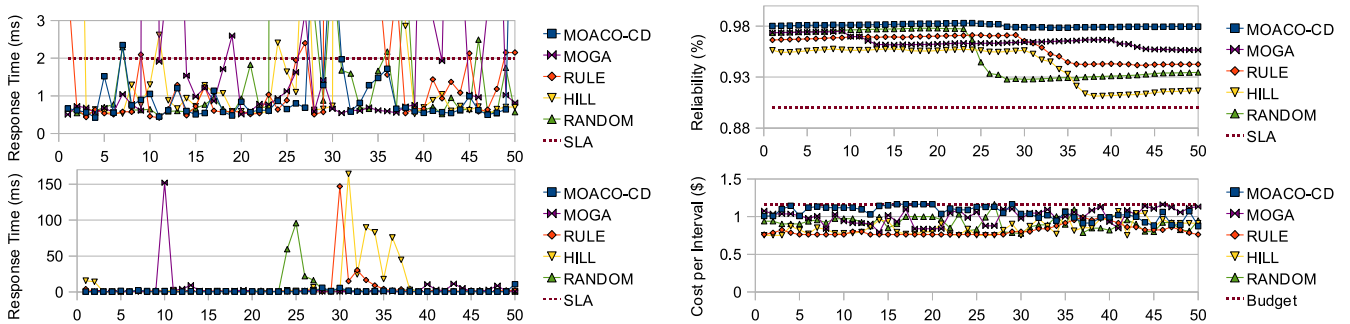 Response Time (ms)
3
2
1
0
0 5 10 15 20 25 30 35 40 45 50
MOACO-CD
MOGA
RULE
HILL
RANDOM
SLA
Reliability (%)
0.98
0.93
0.88
0 5 10 15 20 25 30 35 40 45 50
MOACO-CD
MOGA
RULE
HILL
RANDOM
SLA
Response Time (ms)
150
100
50
0
0 5 10 15 20 25 30 35 40 45 50
MOACO-CD
MOGA
RULE
HILL
RANDOM
SLA
Cost per Interval ($)
1.5
1
0.5
0
0 5 10 15 20 25 30 35 40 45 50
MOACO-CD
MOGA
RULE
HILL
RANDOM
Budget